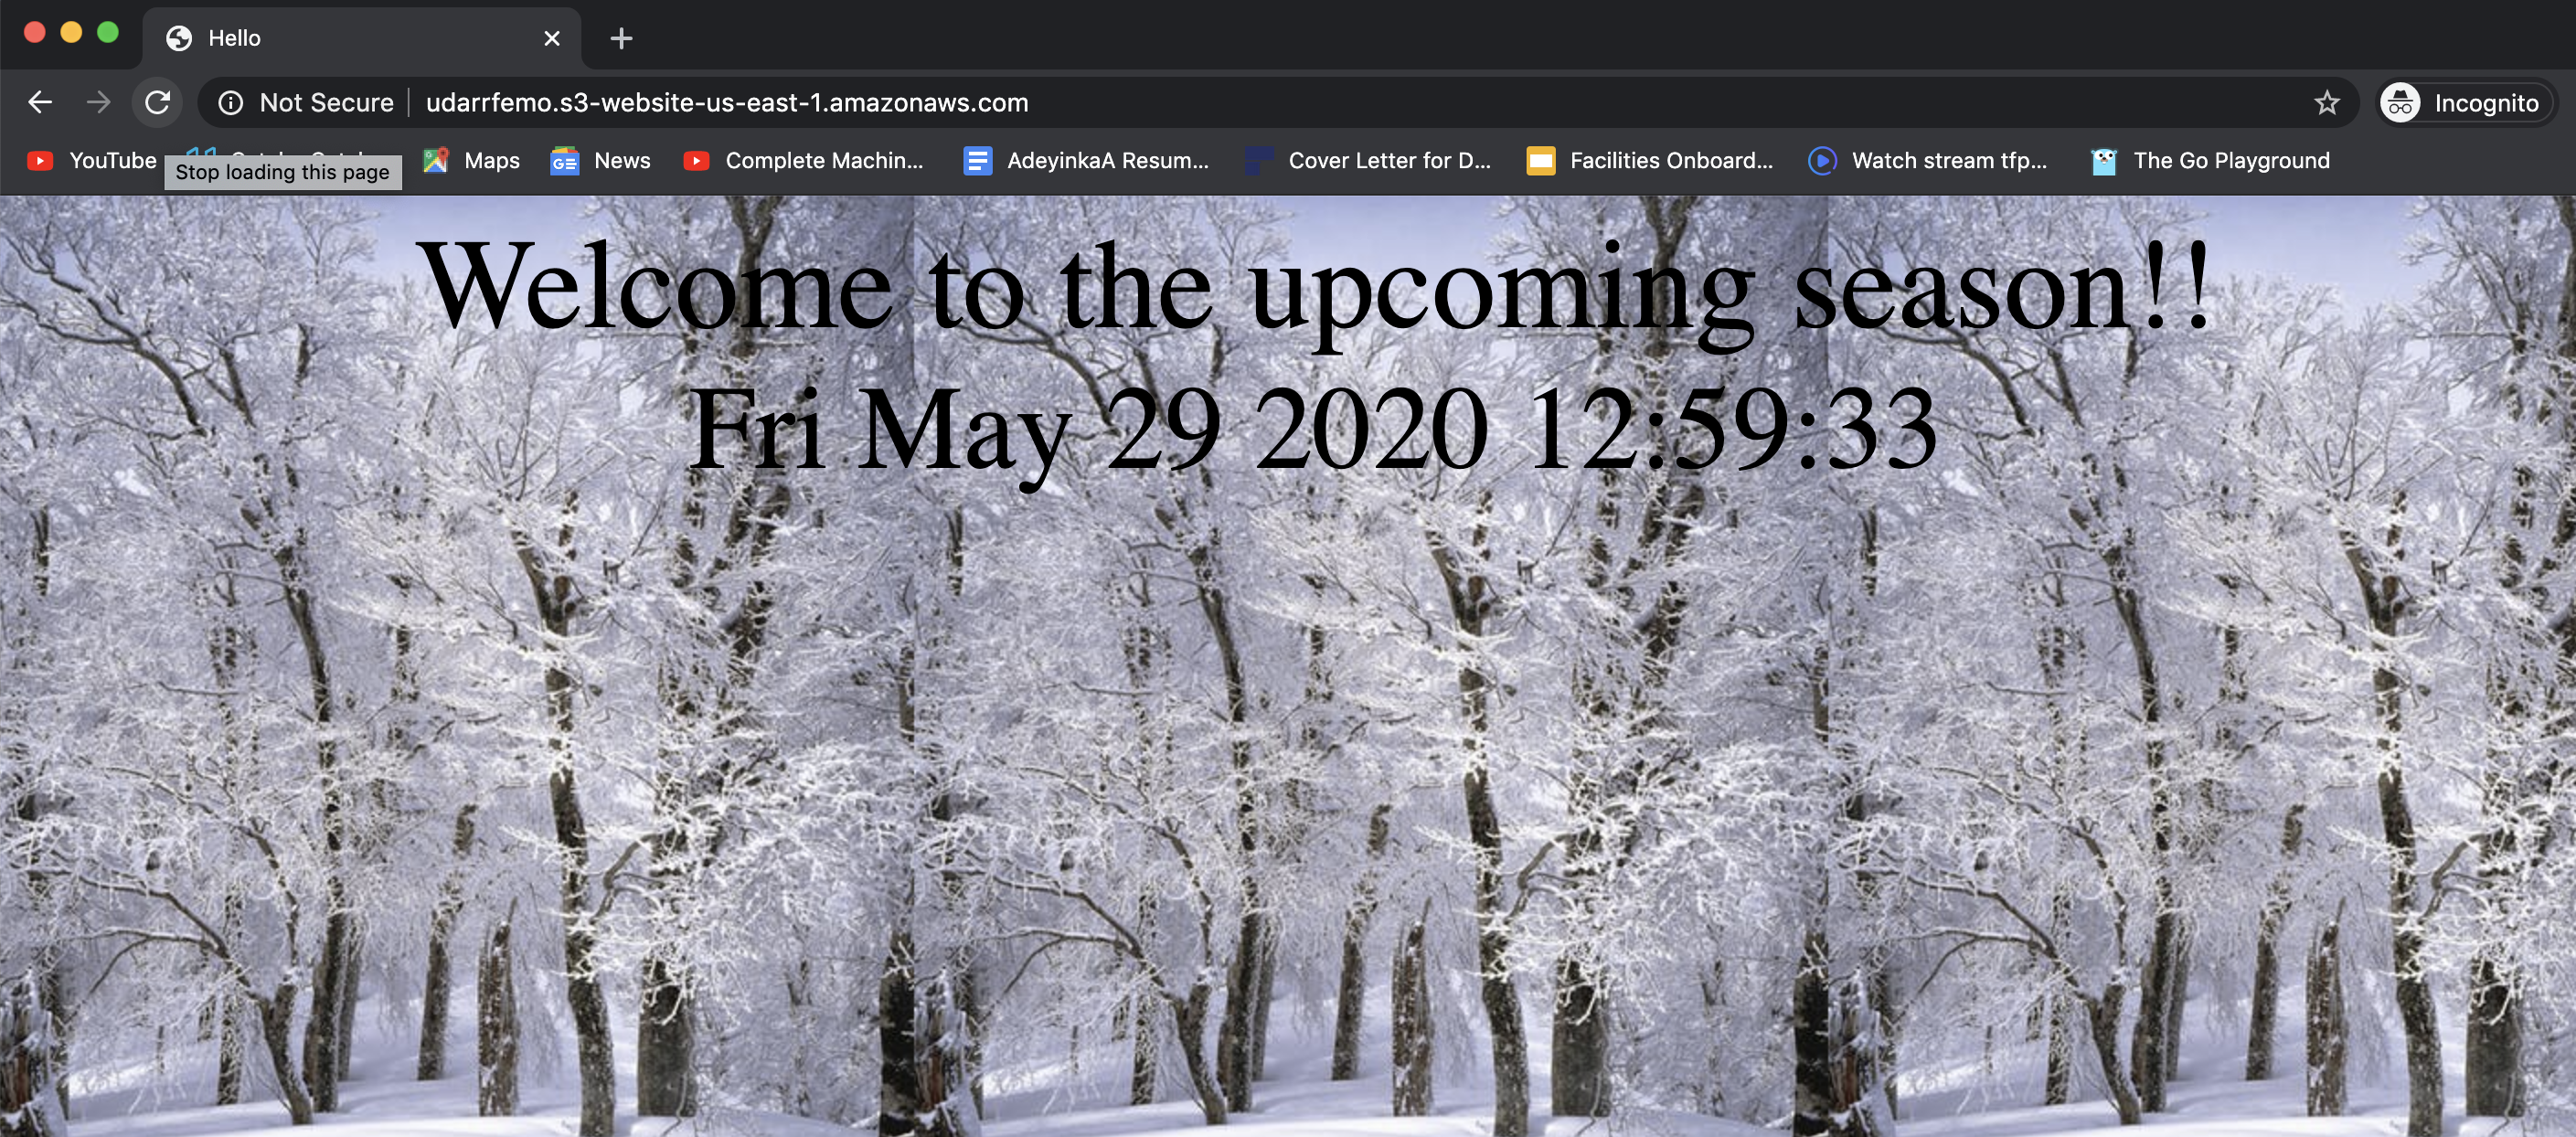 Hello
Not Secure udarrfemo.s3-website-us-east-1.amazonaws.com Incognito
YouTube Maps News Complete Machin... AdeyinkaA Resum... Cover Letter for D... Facilities Onboard... Watch stream tfp... The Go Playground
Stop loading this page
Welcome to the upcoming season!!
Fri May 29 2020 12:59:33